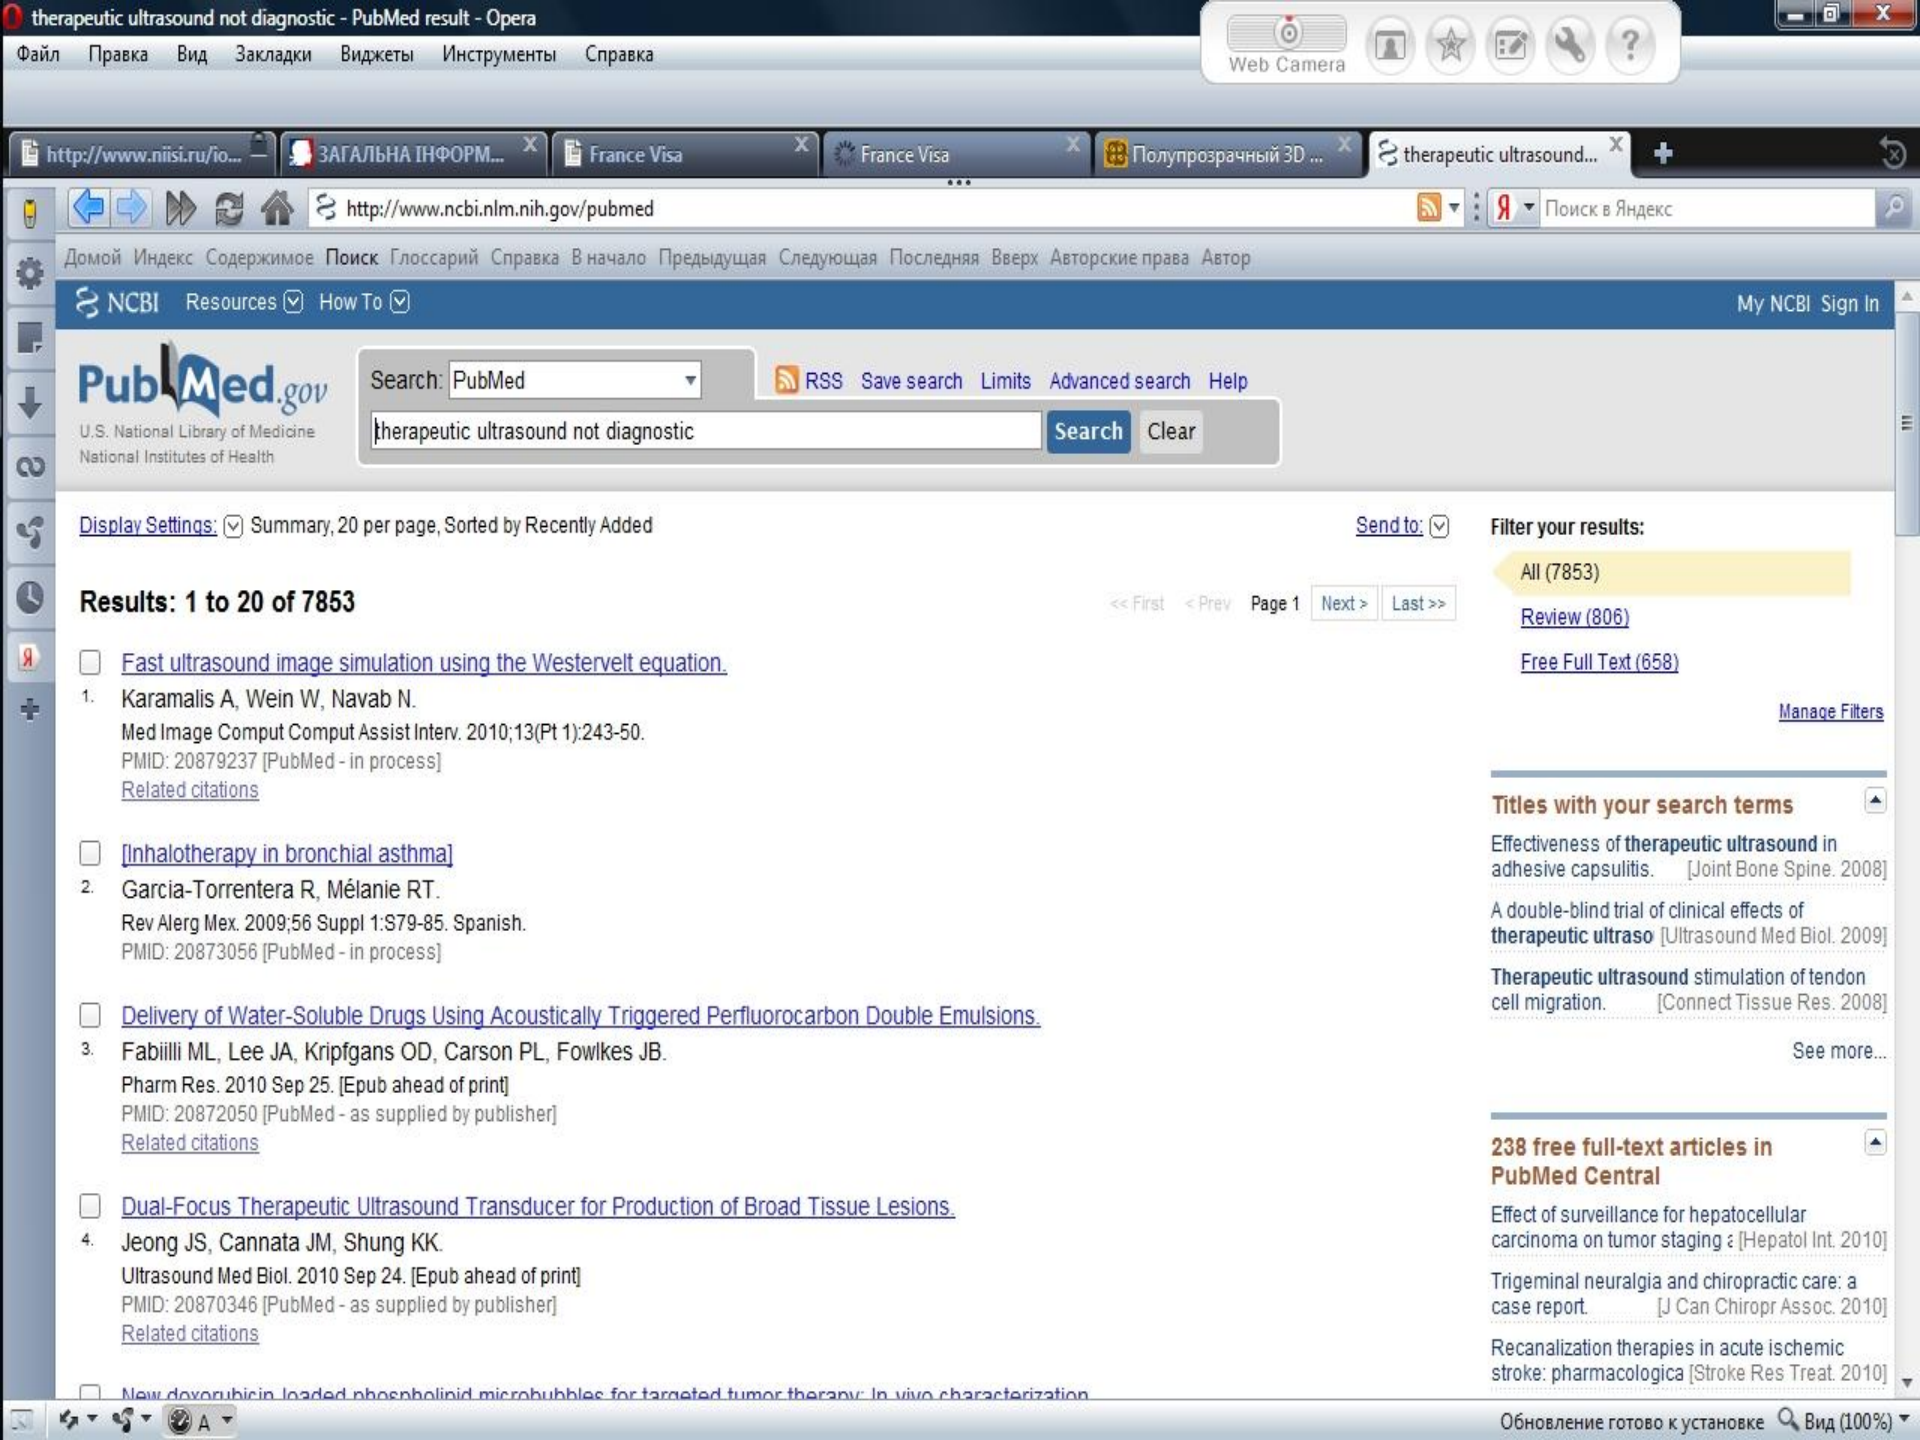 therapeutic ultrasound not diagnostic - PubMed result - Opera
Файл Правка Вид Закладки Виджеты Инструменты Справка
Web Camera
http://www.niisi.ru/io... ЗАГАЛЬНА ІНФОРМ... France Visa France Visa Полупрозрачный 3D ... therapeutic ultrasound...
http://www.ncbi.nlm.nih.gov/pubmed Поиск в Яндекс
Домой Индекс Содержимое Поиск Глоссарий Справка В начало Предыдущая Следующая Последняя Вверх Авторские права Автор
NCBI Resources How To My NCBI Sign In
PubMed.gov
U.S. National Library of Medicine
National Institutes of Health
Search: PubMed
RSS Save search Limits Advanced search Help
therapeutic ultrasound not diagnostic Search Clear
Display Settings: Summary, 20 per page, Sorted by Recently Added Send to:
Results: 1 to 20 of 7853 << First < Prev Page 1 Next > Last >>
Fast ultrasound image simulation using the Westervelt equation.
1. Karamalis A, Wein W, Navab N.
Med Image Comput Comput Assist Interv. 2010;13(Pt 1):243-50.
PMID: 20879237 [PubMed - in process]
Related citations
[Inhalotherapy in bronchial asthma]
2. Garcia-Torrentera R, Mélanie RT.
Rev Alerg Mex. 2009;56 Suppl 1:S79-85. Spanish.
PMID: 20873056 [PubMed - in process]
Delivery of Water-Soluble Drugs Using Acoustically Triggered Perfluorocarbon Double Emulsions.
3. Fabiilli ML, Lee JA, Kripfgans OD, Carson PL, Fowlkes JB.
Pharm Res. 2010 Sep 25. [Epub ahead of print]
PMID: 20872050 [PubMed - as supplied by publisher]
Related citations
Dual-Focus Therapeutic Ultrasound Transducer for Production of Broad Tissue Lesions.
4. Jeong JS, Cannata JM, Shung KK.
Ultrasound Med Biol. 2010 Sep 24. [Epub ahead of print]
PMID: 20870346 [PubMed - as supplied by publisher]
Related citations
New doxorubicin loaded phospholipid microbubbles for targeted tumor therapy: In vivo characterization
Filter your results:
All (7853)
Review (806)
Free Full Text (658)
Manage Filters
Titles with your search terms
Effectiveness of therapeutic ultrasound in
adhesive capsulitis. [Joint Bone Spine. 2008]
A double-blind trial of clinical effects of
therapeutic ultraso [Ultrasound Med Biol. 2009]
Therapeutic ultrasound stimulation of tendon
cell migration. [Connect Tissue Res. 2008]
See more...
238 free full-text articles in
PubMed Central
Effect of surveillance for hepatocellular
carcinoma on tumor staging a [Hepatol Int. 2010]
Trigeminal neuralgia and chiropractic care: a
case report. [J Can Chiropr Assoc. 2010]
Recanalization therapies in acute ischemic
stroke: pharmacologica [Stroke Res Treat. 2010]
A Обновление готово к установке Вид (100%)